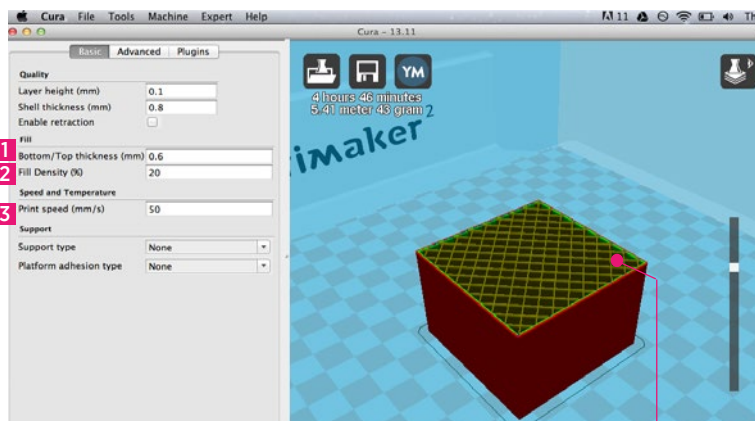 Cura File Tools Machine Expert Help
11
Th
Cura - 13.11
Basic Advanced Plugins
Quality
Layer height (mm) 0.1
Shell thickness (mm) 0.8
Enable retraction
Fill
1
Bottom/Top thickness (mm) 0.6
2
Fill Density (%) 20
Speed and Temperature
3
Print speed (mm/s) 50
Support
Support type None
Platform adhesion type None
YM
4 hours 46 minutes
5.41 meter 43 gram 2
imaker